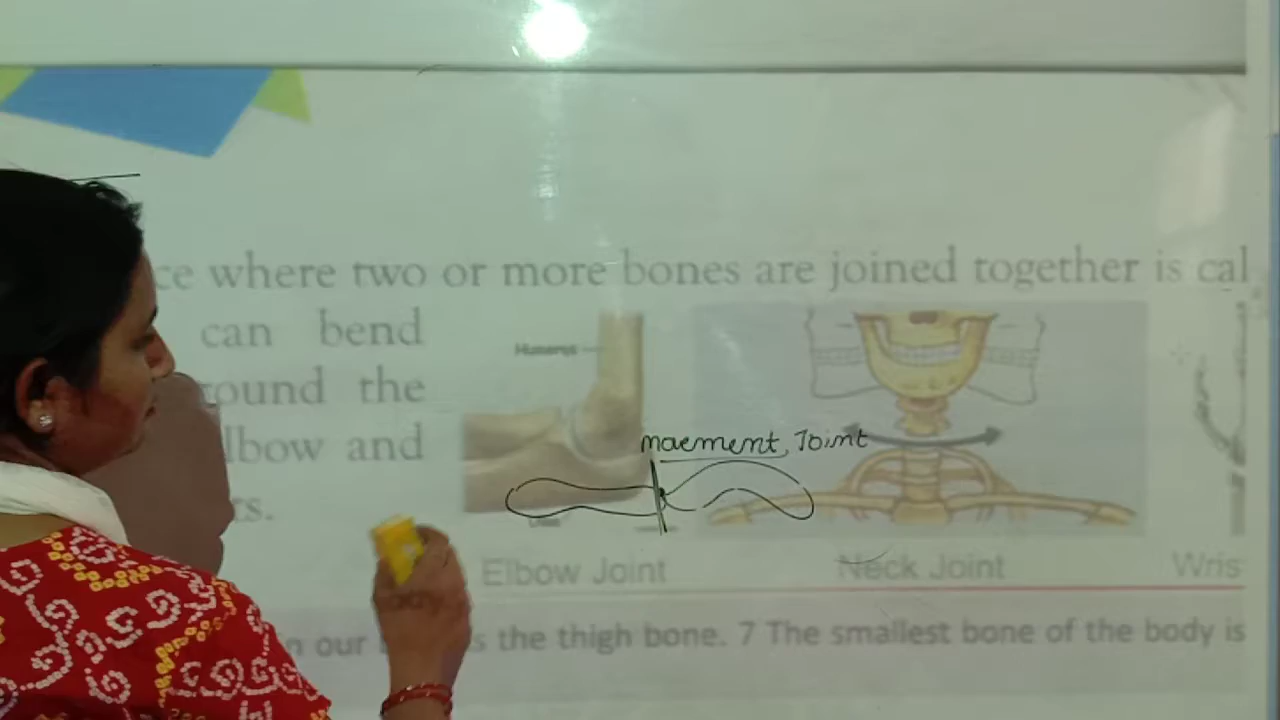 ce where two or more bones are joined together is cal
can bend
round the
lbow and
ts.
Humerus
maement, Joint
Elbow Joint
Neck Joint
Wris
n our s the thigh bone. 7 The smallest bone of the body is